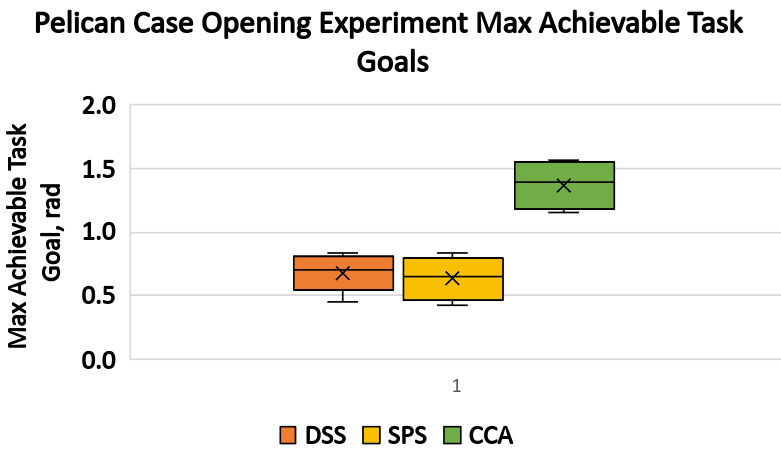 Pelican Case Opening Experiment Max Achievable Task
Goals
Max Achievable Task
Goal, rad
2.0
1.5
1.0
0.5
0.0
1
DSS SPS CCA